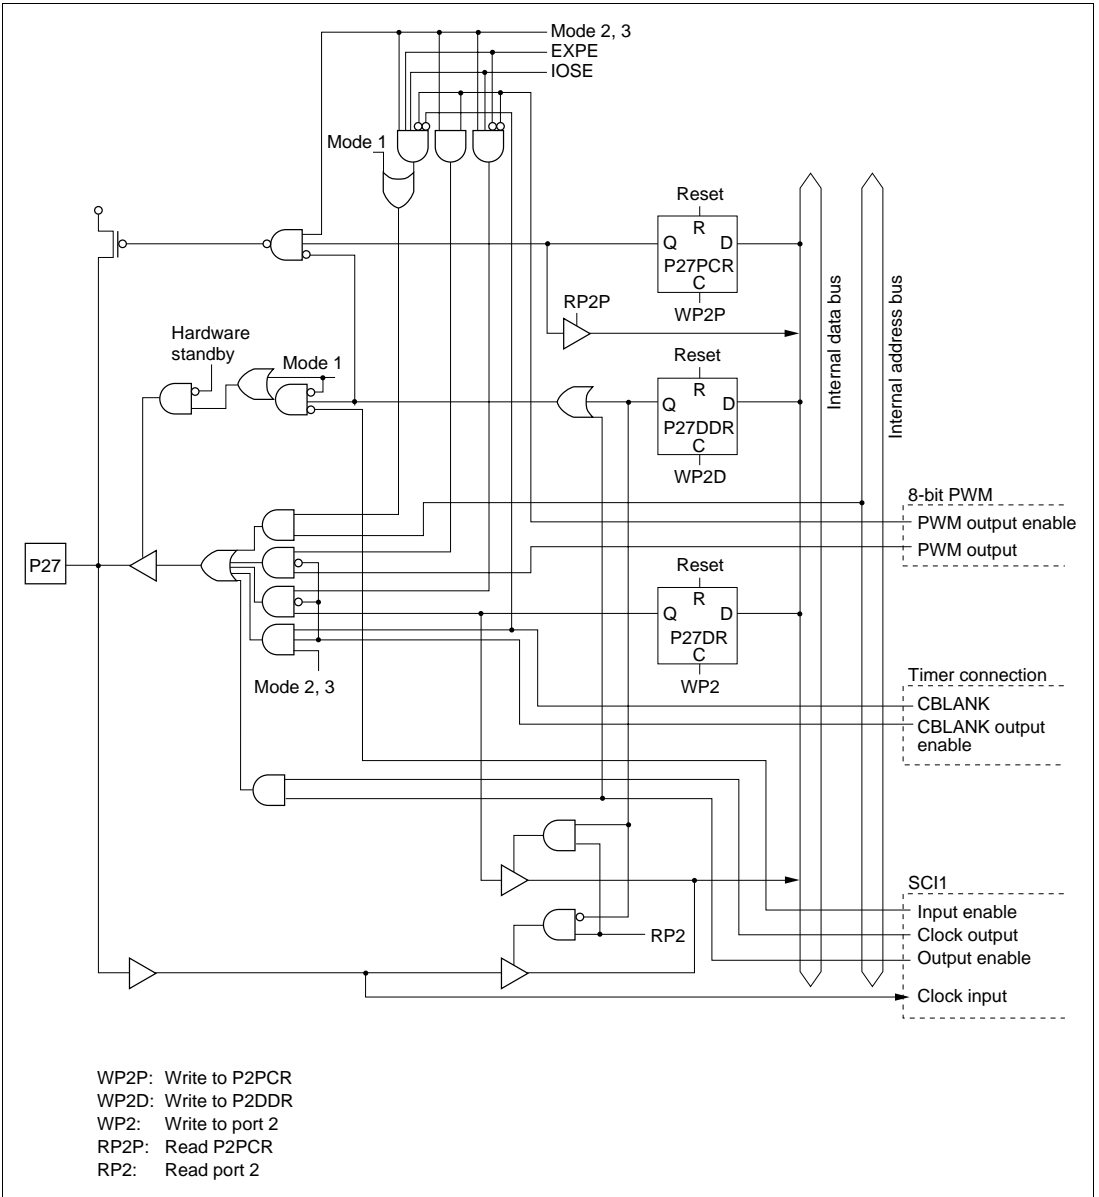 Mode 2, 3
EXPE
IOSE
Mode 1
Reset
R
Q D
P27PCR
C
WP2P
RP2P
Hardware
standby
Mode 1
Reset
R
Q D
P27DDR
C
WP2D
Internal data bus
Internal address bus
8-bit PWM
PWM output enable
PWM output
P27
Reset
R
Q D
P27DR
C
WP2
Mode 2, 3
Timer connection
CBLANK
CBLANK output
enable
SCI1
Input enable
Clock output
Output enable
Clock input
RP2
WP2P: Write to P2PCR
WP2D: Write to P2DDR
WP2: Write to port 2
RP2P: Read P2PCR
RP2: Read port 2